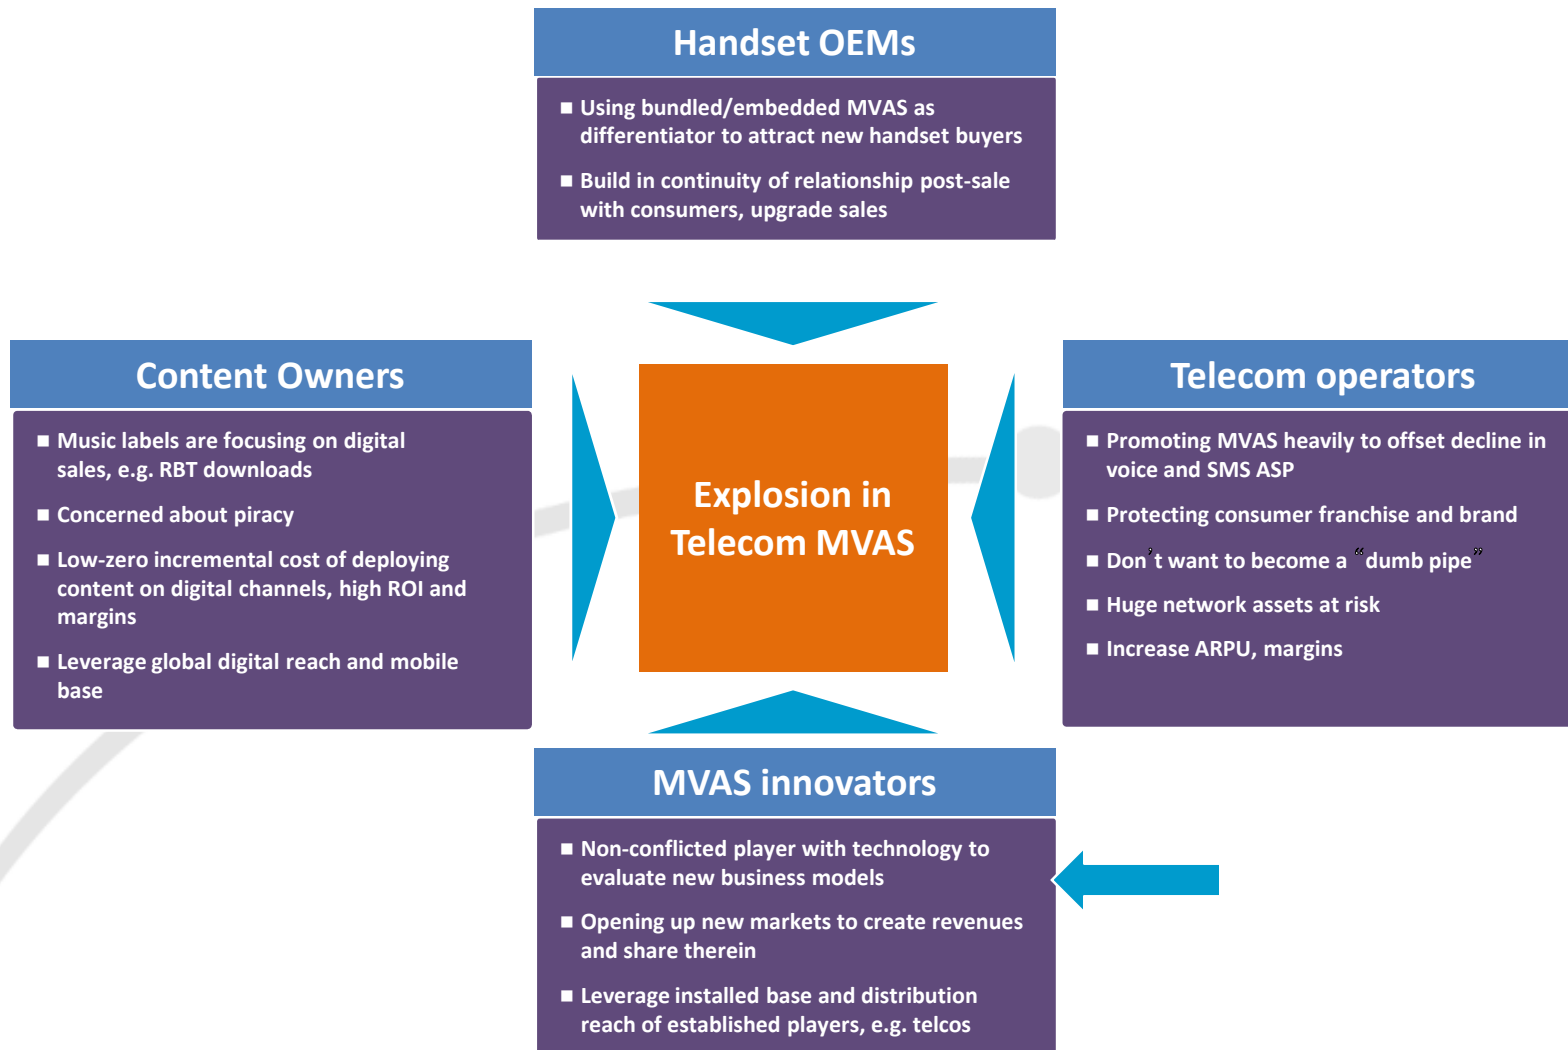 Handset OEMs
■ Using bundled/embedded MVAS as
differentiator to attract new handset buyers
■ Build in continuity of relationship post-sale
with consumers, upgrade sales
Content Owners
■ Music labels are focusing on digital
sales, e.g. RBT downloads
■ Concerned about piracy
■ Low-zero incremental cost of deploying
content on digital channels, high ROI and
margins
■ Leverage global digital reach and mobile
base
Explosion in
Telecom MVAS
Telecom operators
■ Promoting MVAS heavily to offset decline in
voice and SMS ASP
■ Protecting consumer franchise and brand
■ Don’t want to become a “dumb pipe”
■ Huge network assets at risk
■ Increase ARPU, margins
MVAS innovators
■ Non-conflicted player with technology to
evaluate new business models
■ Opening up new markets to create revenues
and share therein
■ Leverage installed base and distribution
reach of established players, e.g. telcos